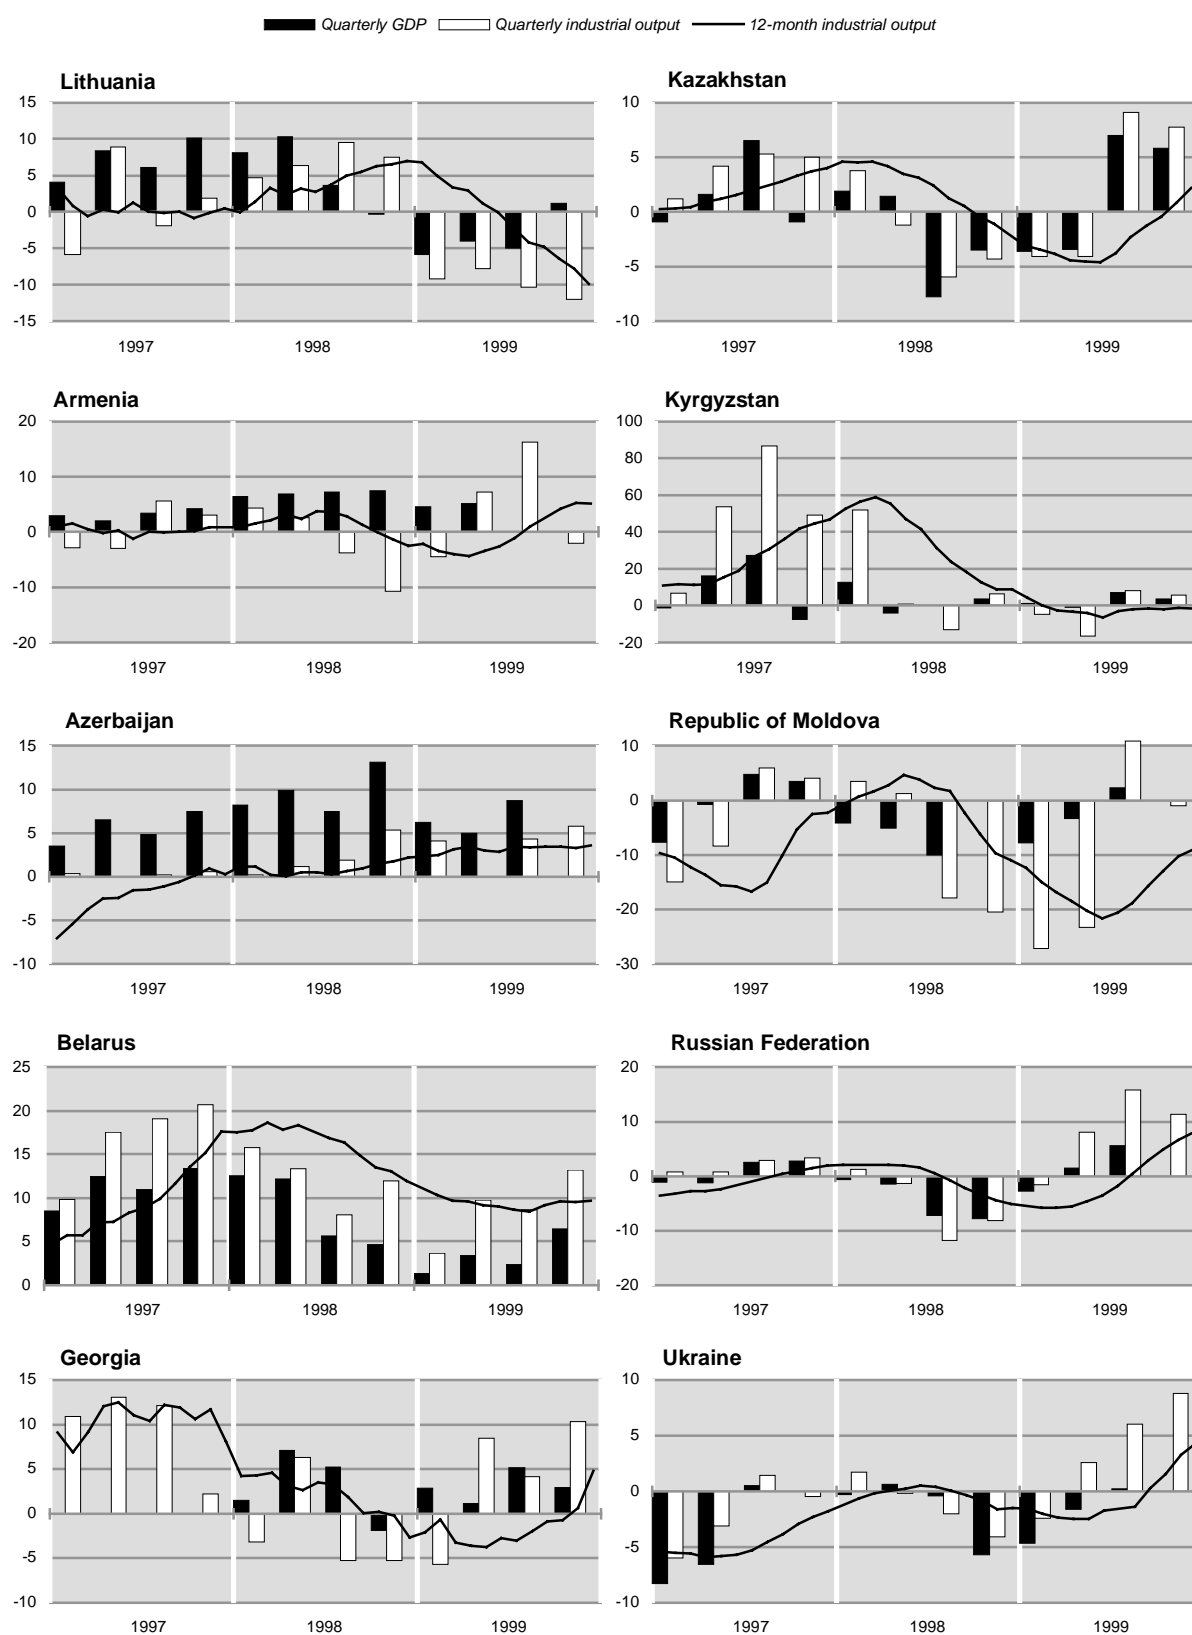 Quarterly GDP Quarterly industrial output 12-month industrial output
Lithuania
15
10
5
0
-5
-10
-15
1997 1998 1999
Kazakhstan
10
5
0
-5
-10
1997 1998 1999
Armenia
20
10
0
-10
-20
1997 1998 1999
Kyrgyzstan
100
80
60
40
20
0
-20
1997 1998 1999
Azerbaijan
15
10
5
0
-5
-10
1997 1998 1999
Republic of Moldova
10
0
-10
-20
-30
1997 1998 1999
Belarus
25
20
15
10
5
0
1997 1998 1999
Russian Federation
20
10
0
-10
-20
1997 1998 1999
Georgia
15
10
5
0
-5
-10
1997 1998 1999
Ukraine
10
5
0
-5
-10
1997 1998 1999